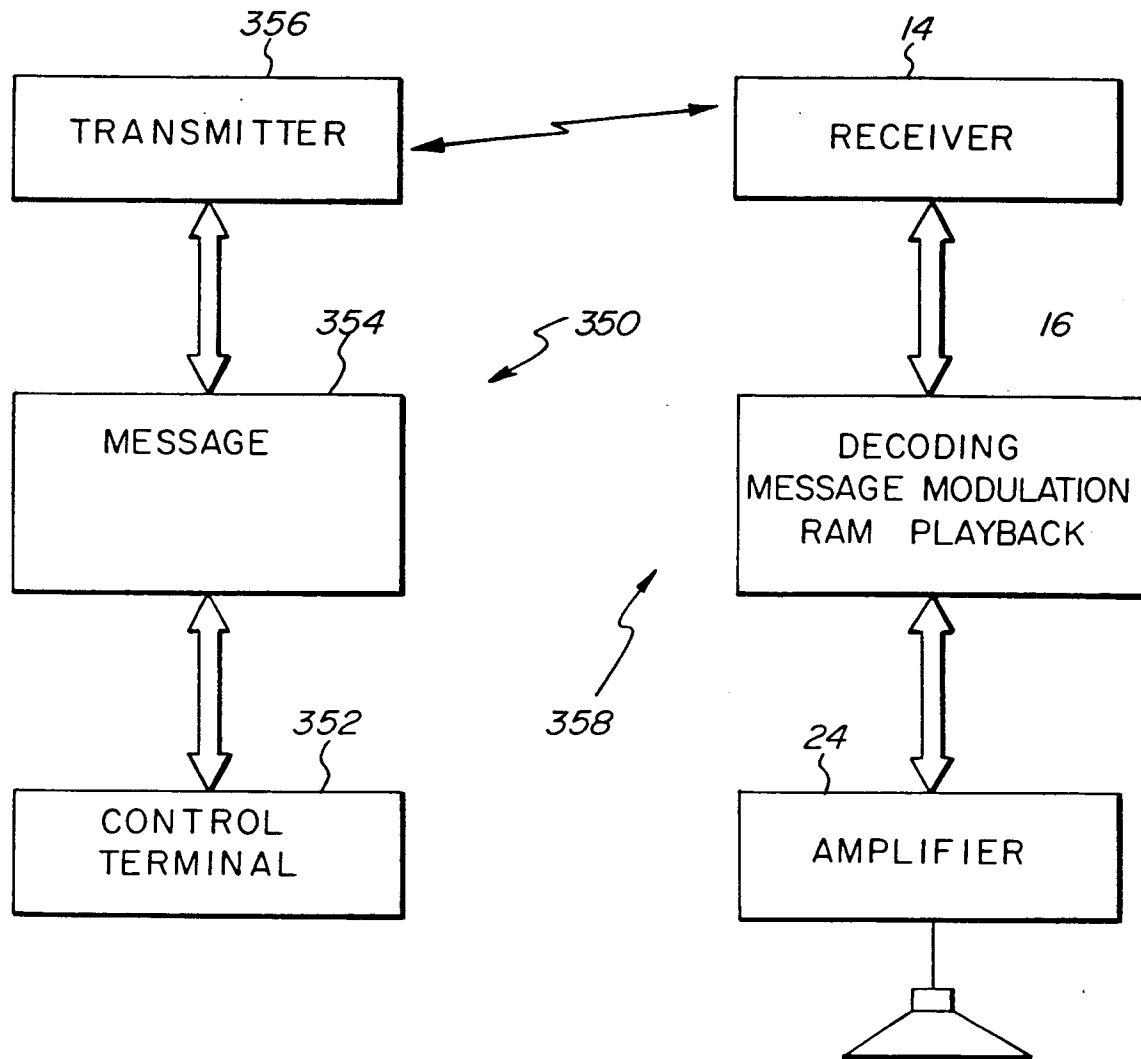 356
14
TRANSMITTER
RECEIVER
354
350
16
MESSAGE
DECODING
MESSAGE MODULATION
RAM PLAYBACK
358
352
24
CONTROL
TERMINAL
AMPLIFIER